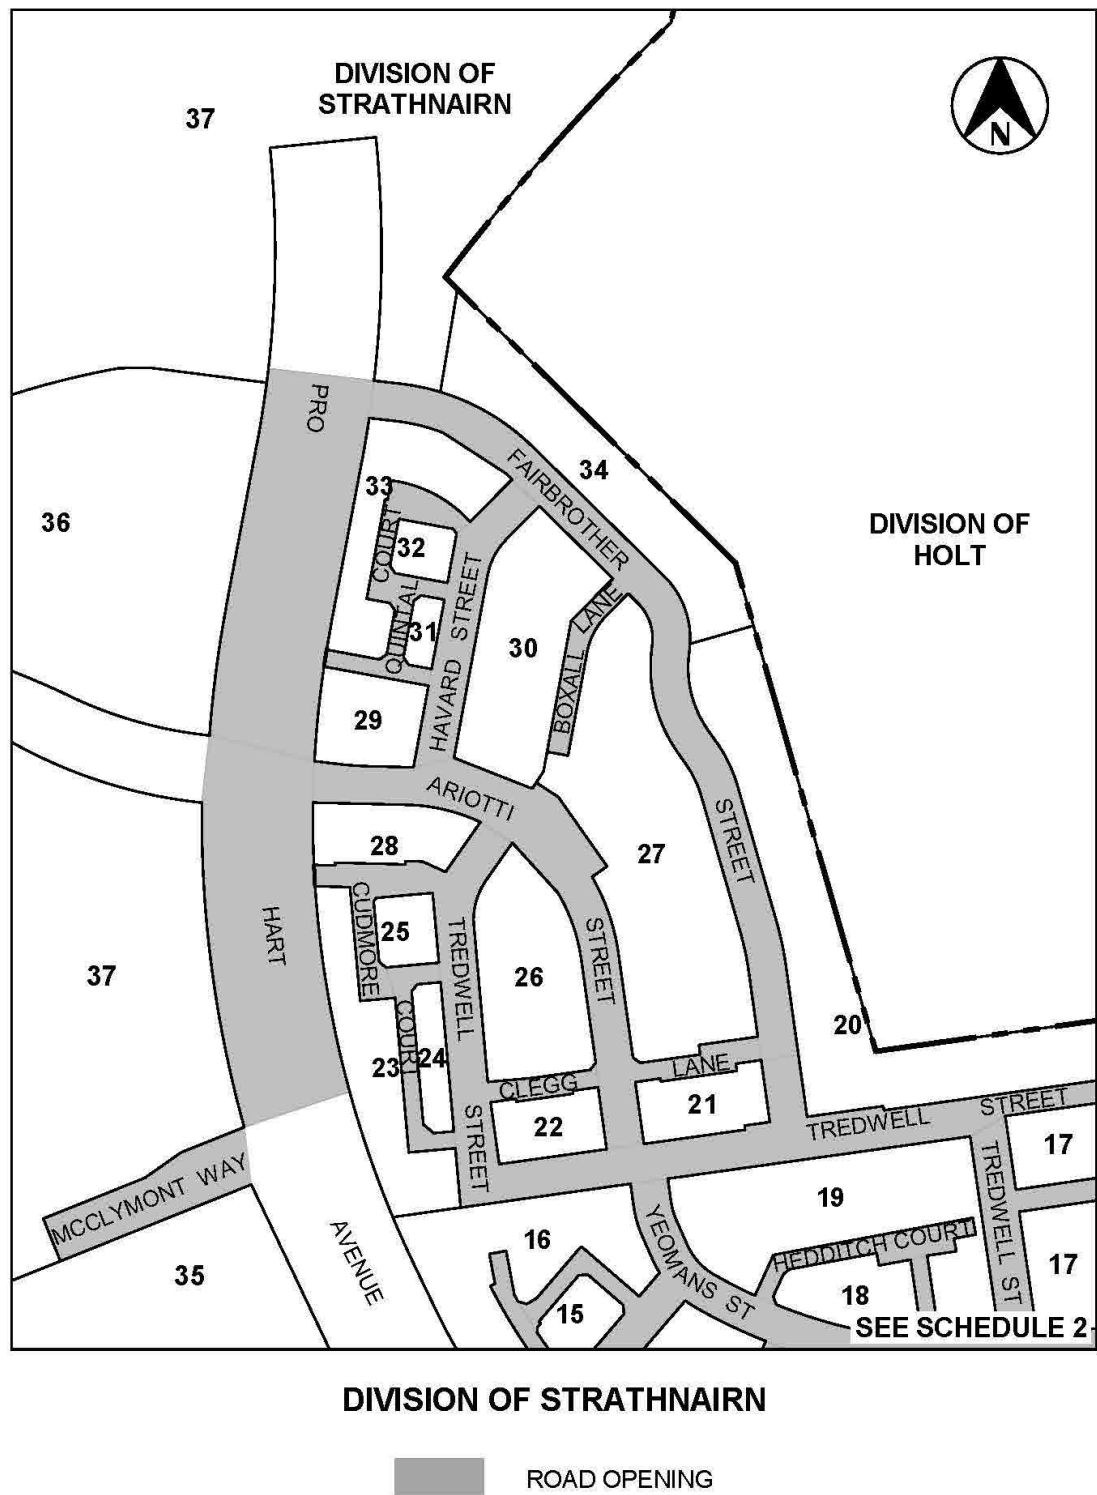 DIVISION OF
STRATHNAIRN
37
N
PRO
34
FAIRBROTHER
33
36
DIVISION OF
HOLT
COURT
32
QUINTAL
31
HAVARD STREET
30
BOXALL LANE
29
ARIOTTI
STREET
28
27
CUDMORE
25
HART
TREDWELL
STREET
26
37
20
COURT
24
23
CLEGG
LANE
21
22
STREET
TREDWELL
STREET
17
MCCLYMONT WAY
19
TREDWELL ST
YEOMANS ST
16
HEDDITCH COURT
AVENUE
35
17
18
15
SEE SCHEDULE 2
DIVISION OF STRATHNAIRN
ROAD OPENING